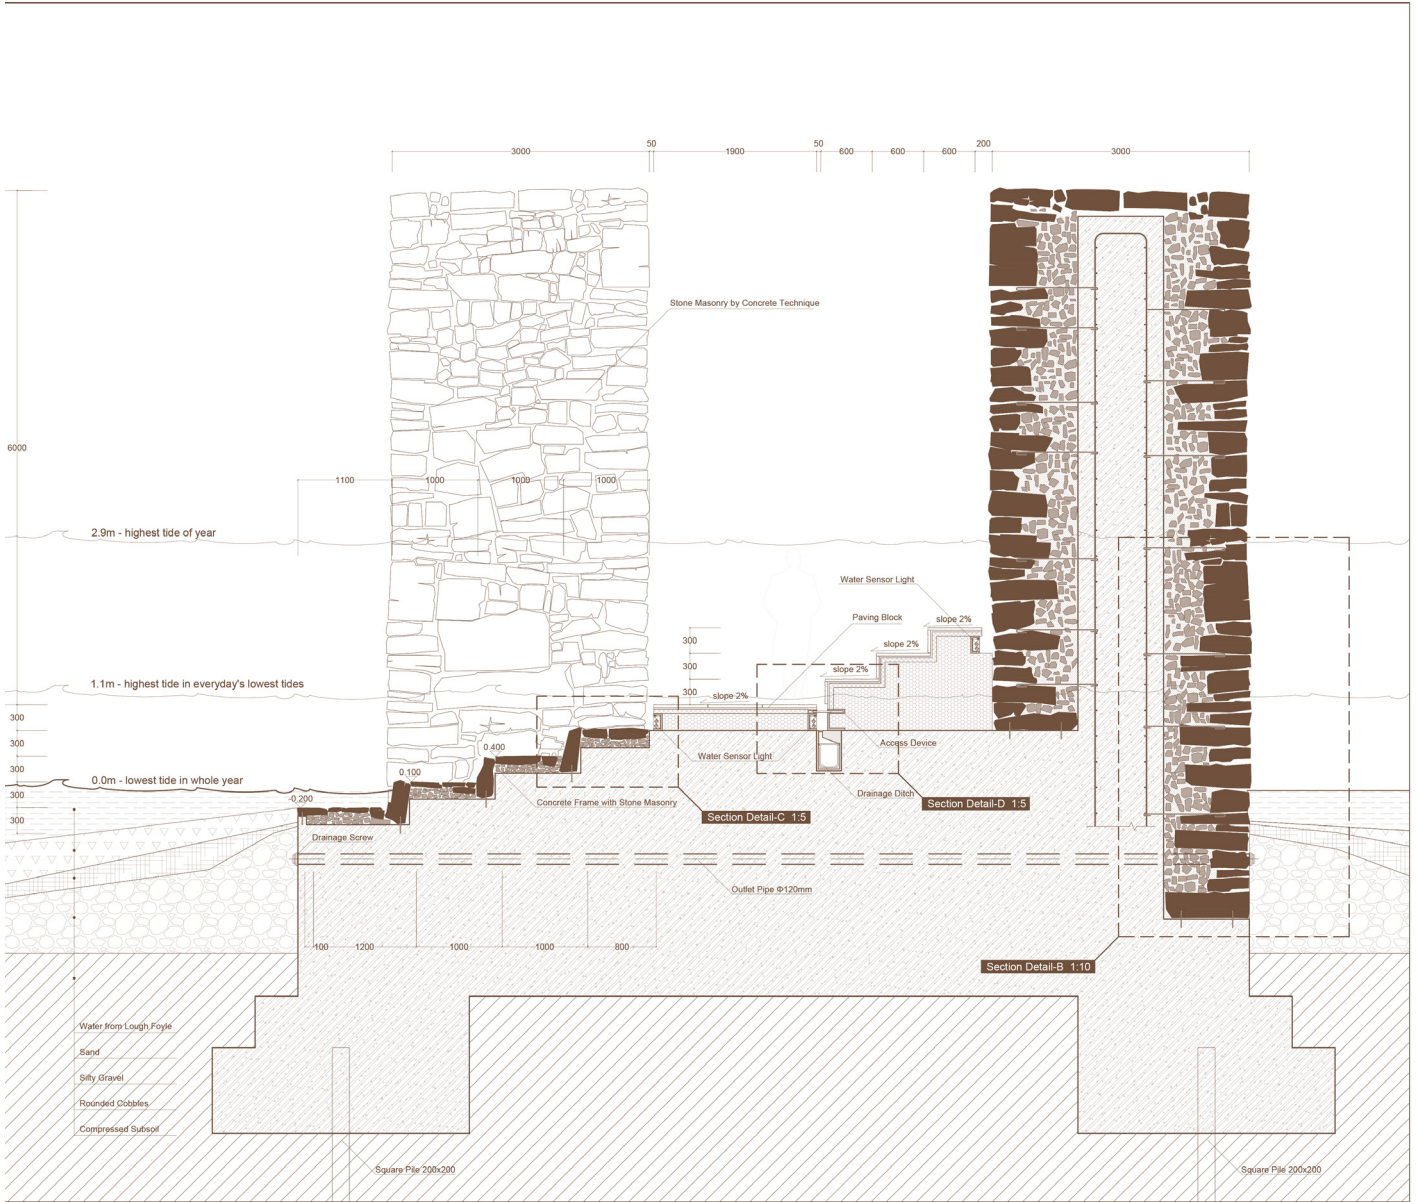 50 50 200
3000 1900 600 600 600 3000
Stone Masonry by Concrete Technique
6000
1100 1000 1000 1000
2.9m - highest tide of year
Water Sensor Light
Paving Block
slope 2%
300
slope 2%
300
slope 2%
1.1m - highest tide in everyday's lowest tides
300
slope 2%
300
300
0.400
Access Device
Water Sensor Light
300
0.100
0.0m - lowest tide in whole year
300
-0.200
Concrete Frame with Stone Masonry
Drainage Ditch
Section Detail-D 1:5
Section Detail-C 1:5
300
Drainage Screw
Outlet Pipe Φ120mm
100 1200 1000 1000 800
Section Detail-B 1:10
Water from Lough Foyle
Sand
Silty Gravel
Rounded Cobbles
Compressed Subsoil
Square Pile 200x200
Square Pile 200x200